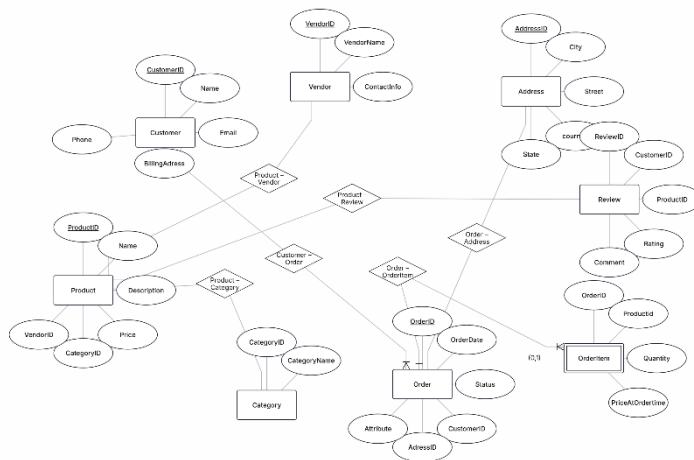 VendorID
VendorName
Vendor
ContactInfo
AddressID
City
Address
Street
State
ReviewID
CustomerID
Review
ProductID
Rating
Comment
CustomerID
Name
Customer
Email
Phone
BillingAdress
Product –
Vendor
Product
Review
Order –
Address
Customer –
Order
Order –
OrderItem
Product –
Category
ProductID
Name
Product
Description
VendorID
CategoryID
Price
CategoryID
CategoryName
Category
OrderID
OrderDate
Order
Status
Attribute
CustomerID
AdressID
OrderID
ProductId
(0,1)
OrderItem
Quantity
PriceAtOrdertime